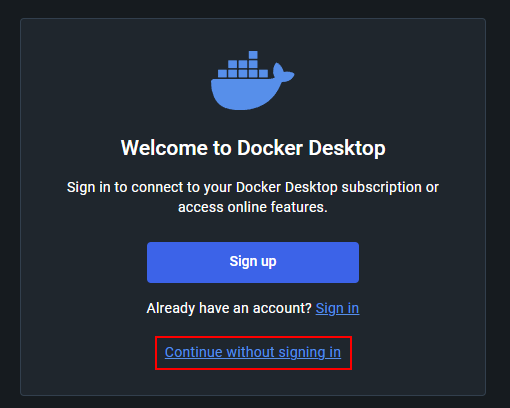 Welcome to Docker Desktop
Sign in to connect to your Docker Desktop subscription or
access online features.
Sign up
Already have an account? Sign in
Continue without signing in